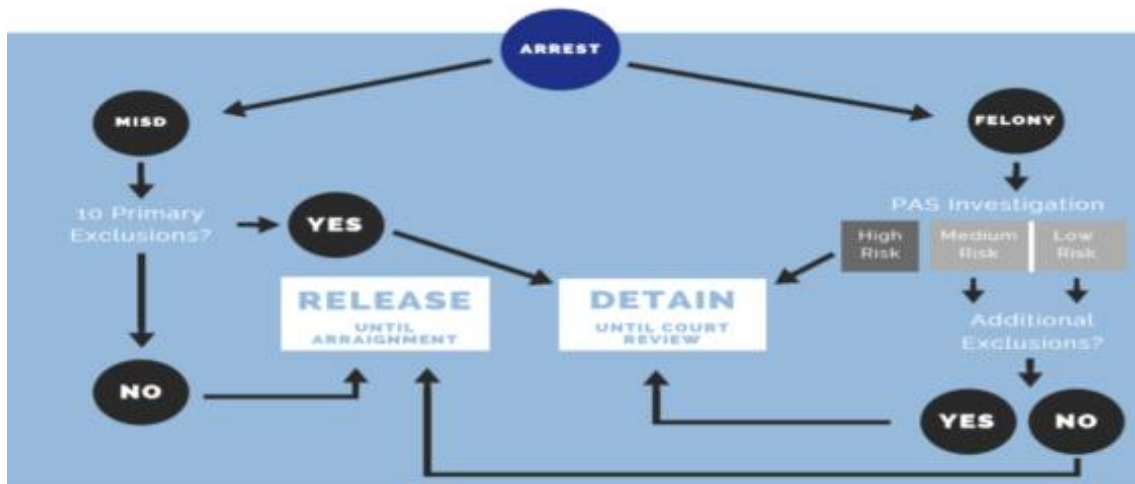 ARREST
MISD
FELONY
10 Primary
Exclusions?
YES
PAS Investigation
High
Risk
Medium
Risk
Low
Risk
RELEASE
UNTIL
ARRAIGNMENT
DETAIN
UNTIL COURT
REVIEW
Additional
Exclusions?
NO
YES
NO